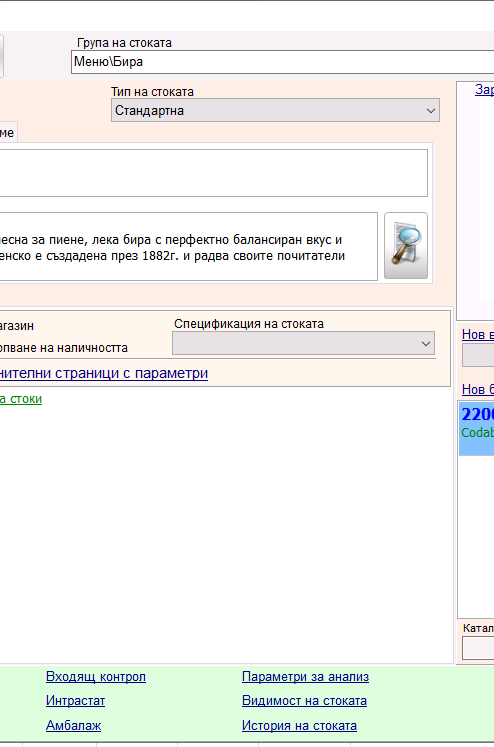 Група на стоката
Меню\Бира
Тип на стоката
Зар
Стандартна
ме
есна за пиене, лека бира с перфектно балансиран вкус и
енско е създадена през 1882г. и радва своите почитатели
агазин
Спецификация на стоката
Нов в
рпване на наличността
нителни страници с параметри
Нов б
а стоки
220
Codab
Катал
Входящ контрол
Параметри за анализ
Интрастат
Видимост на стоката
Амбалаж
История на стоката